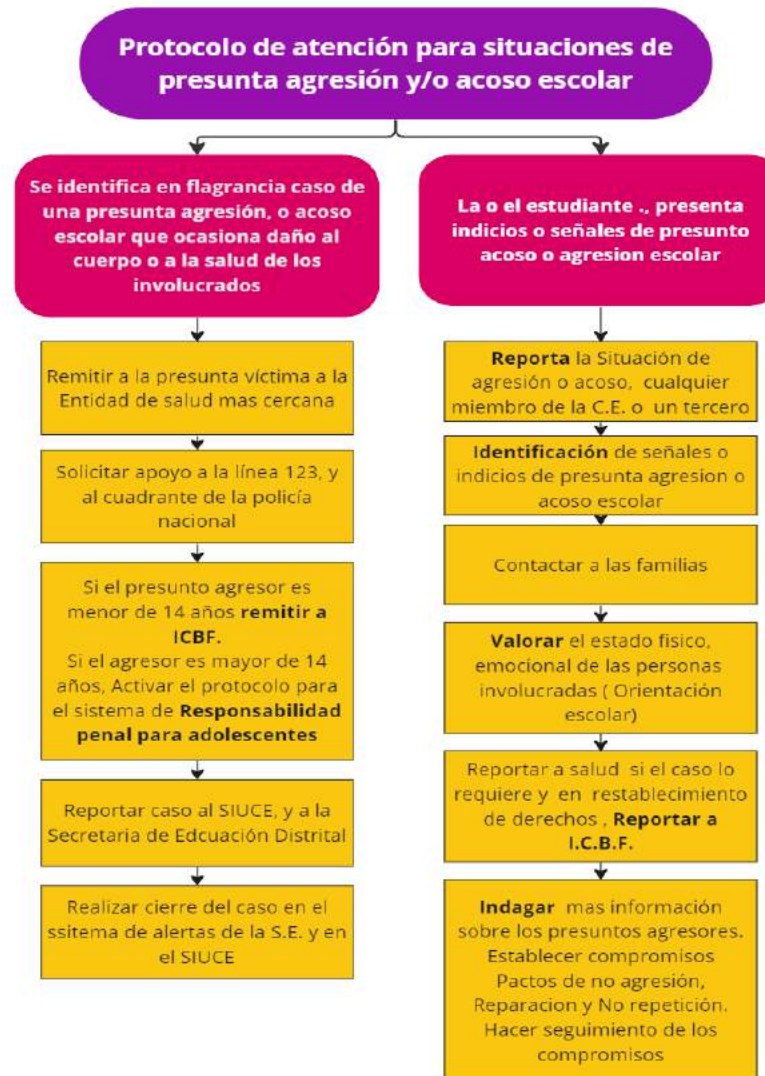 Protocolo de atención para situaciones de
presunta agresión y/o acoso escolar
Se identifica en flagrancia caso de
una presunta agresión, o acoso
escolar que ocasiona daño al
cuerpo o a la salud de los
involucrados
Remitir a la presunta víctima a la
Entidad de salud mas cercana
Solicitar apoyo a la línea 123, y
al cuadrante de la policía
nacional
Si el presunto agresor es
menor de 14 años remitir a
ICBF.
Si el agresor es mayor de 14
años, Activar el protocolo para
el sistema de Responsabilidad
penal para adolescentes
Reportar caso al SIUCE, y a la
Secretaria de Edcuación Distrital
Realizar cierre del caso en el
ssitema de alertas de la S.E. y en
el SIUCE
La o el estudiante ., presenta
indicios o señales de presunto
acoso o agresion escolar
Reporta la Situación de
agresión o acoso, cualquier
miembro de la C.E. o un tercero
Identificación de señales o
indicios de presunta agresion o
acoso escolar
Contactar a las familias
Valorar el estado fisico,
emocional de las personas
involucradas ( Orientación
escolar)
Reportar a salud si el caso lo
requiere y en restablecimiento
de derechos , Reportar a
I.C.B.F.
Indagar mas información
sobre los presuntos agresores.
Establecer compromisos
Pactos de no agresión,
Reparacion y No repetición.
Hacer seguimiento de los
compromisos